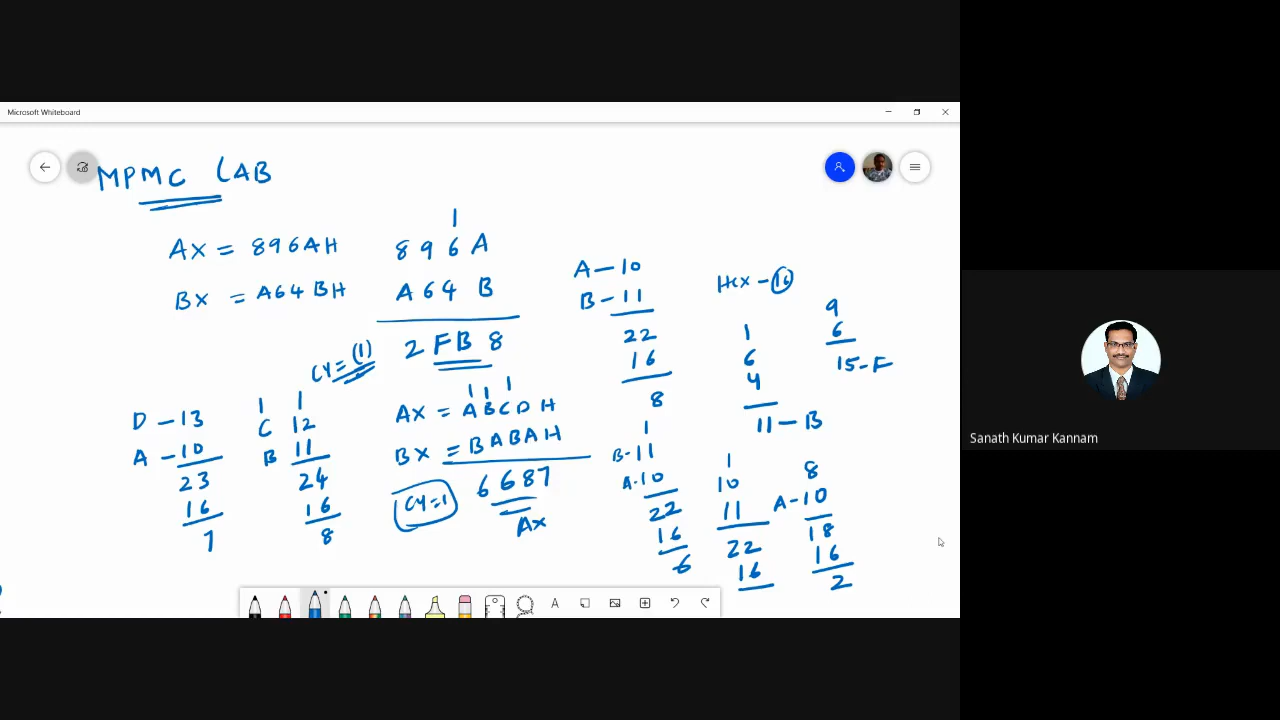 Microsoft Whiteboard
MPMC LAB
1
AX = 896AH
896A
BX = A64BH
A64B
2FB8
CY=(1)
A-10
B-11
22
16
8
Hex-16
1
6
4
11-B
9
6
15-F
D-13
A-10
23
16
7
1 1
C 12
B 11
24
16
8
1 1 1
AX = ABCDH
BX = BABAH
6687
CY=1
AX
1
B-11
A-10
22
16
6
1
10
11
22
16
8
A-10
18
16
2
Sanath Kumar Kannam